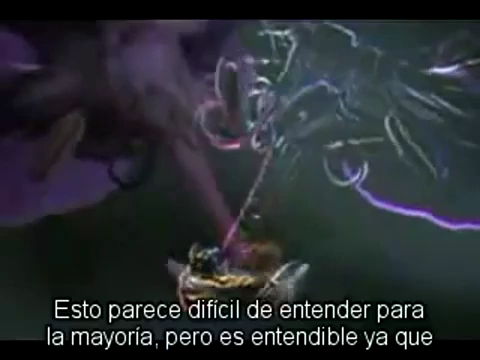 Esto parece difícil de entender para
la mayoría, pero es entendible ya que